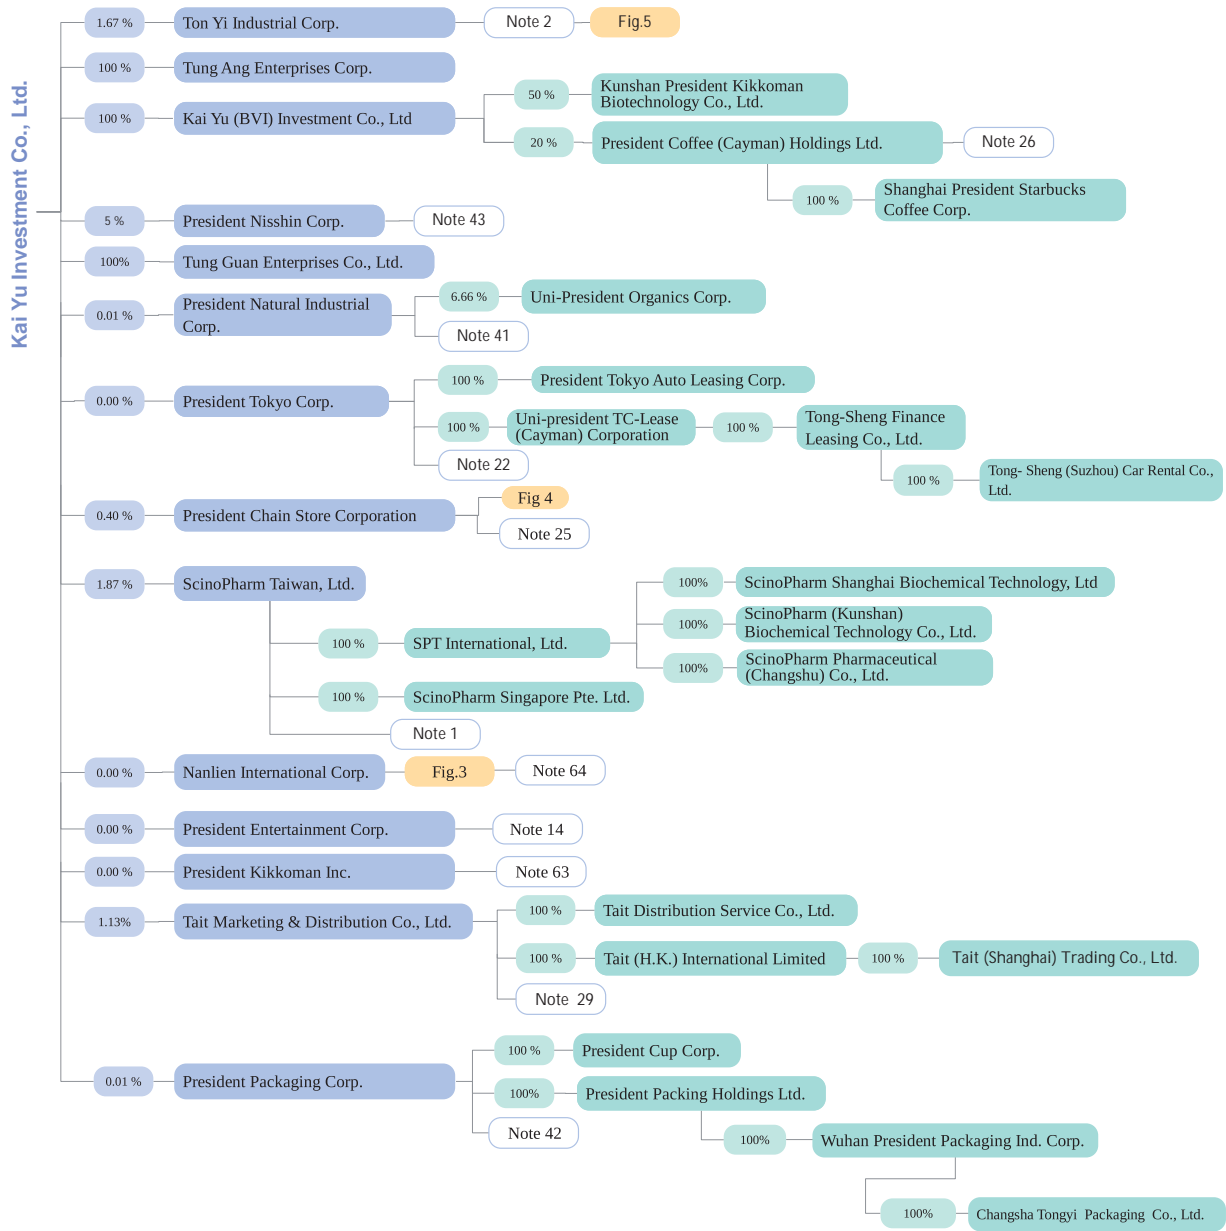 Kai Yu Investment Co., Ltd.
1.67 % Ton Yi Industrial Corp. Note 2 Fig.5
100 % Tung Ang Enterprises Corp.
100 % Kai Yu (BVI) Investment Co., Ltd
50 % Kunshan President Kikkoman
Biotechnology Co., Ltd.
20 % President Coffee (Cayman) Holdings Ltd. Note 26
100 % Shanghai President Starbucks
Coffee Corp.
5 % President Nisshin Corp. Note 43
100% Tung Guan Enterprises Co., Ltd.
0.01 % President Natural Industrial
Corp.
6.66 % Uni-President Organics Corp.
Note 41
0.00 % President Tokyo Corp.
100 % President Tokyo Auto Leasing Corp.
100 % Uni-president TC-Lease
(Cayman) Corporation
100 % Tong-Sheng Finance
Leasing Co., Ltd.
Note 22
100 % Tong- Sheng (Suzhou) Car Rental Co.,
Ltd.
0.40 % President Chain Store Corporation
Fig 4
Note 25
1.87 % ScinoPharm Taiwan, Ltd.
100 % SPT International, Ltd.
100% ScinoPharm Shanghai Biochemical Technology, Ltd
100% ScinoPharm (Kunshan)
Biochemical Technology Co., Ltd.
100% ScinoPharm Pharmaceutical
(Changshu) Co., Ltd.
100 % ScinoPharm Singapore Pte. Ltd.
Note 1
0.00 % Nanlien International Corp. Fig.3 Note 64
0.00 % President Entertainment Corp. Note 14
0.00 % President Kikkoman Inc. Note 63
1.13% Tait Marketing & Distribution Co., Ltd.
100 % Tait Distribution Service Co., Ltd.
100 % Tait (H.K.) International Limited 100 % Tait (Shanghai) Trading Co., Ltd.
Note 29
0.01 % President Packaging Corp.
100 % President Cup Corp.
100% President Packing Holdings Ltd.
Note 42
100% Wuhan President Packaging Ind. Corp.
100% Changsha Tongyi Packaging Co., Ltd.